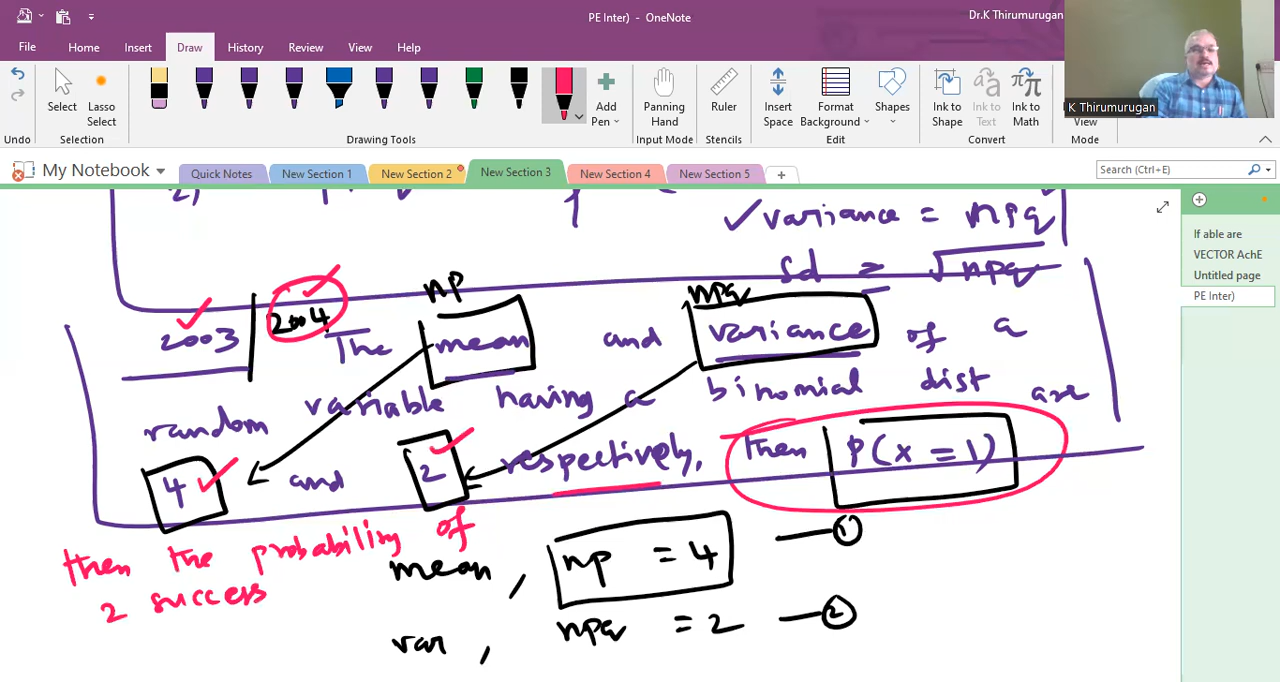 PE Inter) - OneNote
Dr.K Thirumurugan
File Home Insert Draw History Review View Help
Undo
Select
Lasso Select
Add Pen
Panning Hand
Ruler
Insert Space
Format Background
Shapes
Ink to Shape
Ink to Text
Ink to Math
View
K Thirumurugan
Selection
Drawing Tools
Input Mode
Stencils
Edit
Convert
Mode
My Notebook
Quick Notes
New Section 1
New Section 2
New Section 3
New Section 4
New Section 5
Search (Ctrl+E)
If able are
VECTOR AchE
Untitled page
PE Inter)
variance = npq
sd = √npq
np npq
2003 2004 The mean and variance of a
random variable having a binomial dist are
4 and 2 respectively, then P(x = 1)
then the probability of
2 success
mean, np = 4 — 1
var, npq = 2 — 2